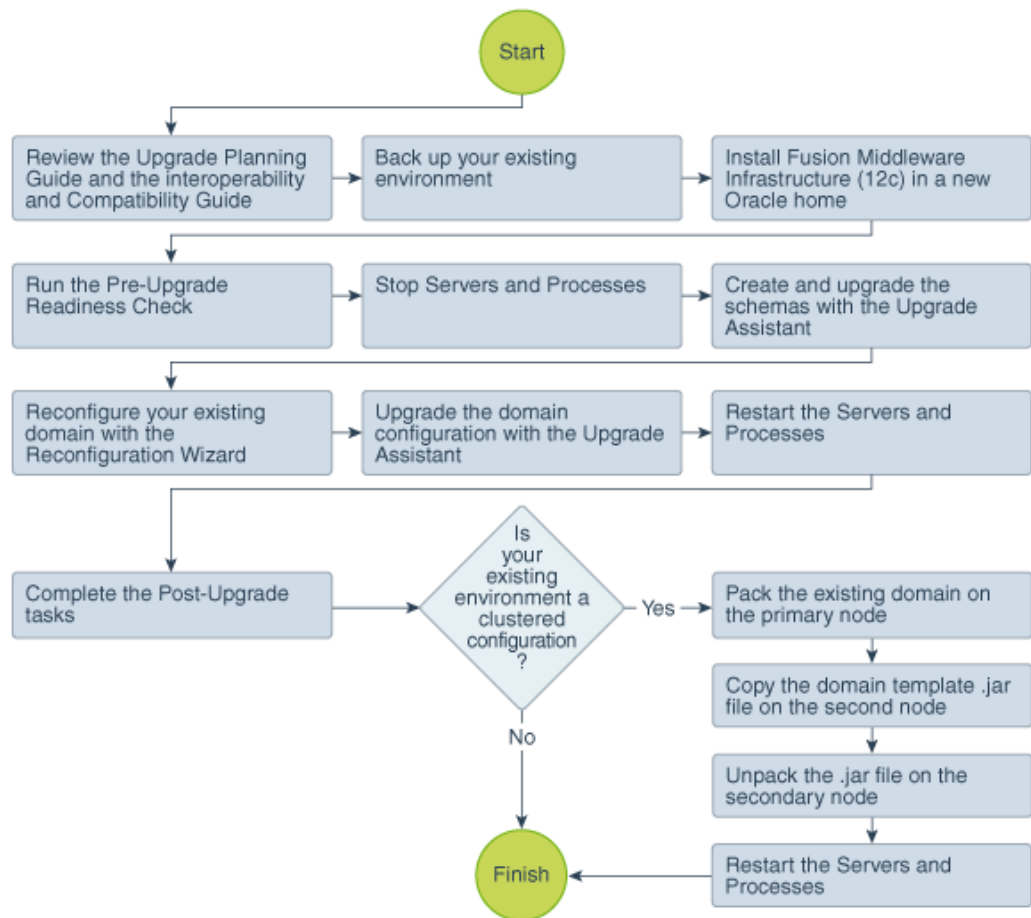 Start
Review the Upgrade Planning
Guide and the interoperability
and Compatibility Guide
Back up your existing
environment
Install Fusion Middleware
Infrastructure (12c) in a new
Oracle home
Run the Pre-Upgrade
Readiness Check
Stop Servers and Processes
Create and upgrade the
schemas with the Upgrade
Assistant
Reconfigure your existing
domain with the
Reconfiguration Wizard
Upgrade the domain
configuration with the Upgrade
Assistant
Restart the Servers and
Processes
Complete the Post-Upgrade
tasks
Is
your
existing
environment a
clustered
configuration
?
Yes
Pack the existing domain on
the primary node
Copy the domain template .jar
file on the second node
No
Unpack the .jar file on the
secondary node
Restart the Servers and
Processes
Finish